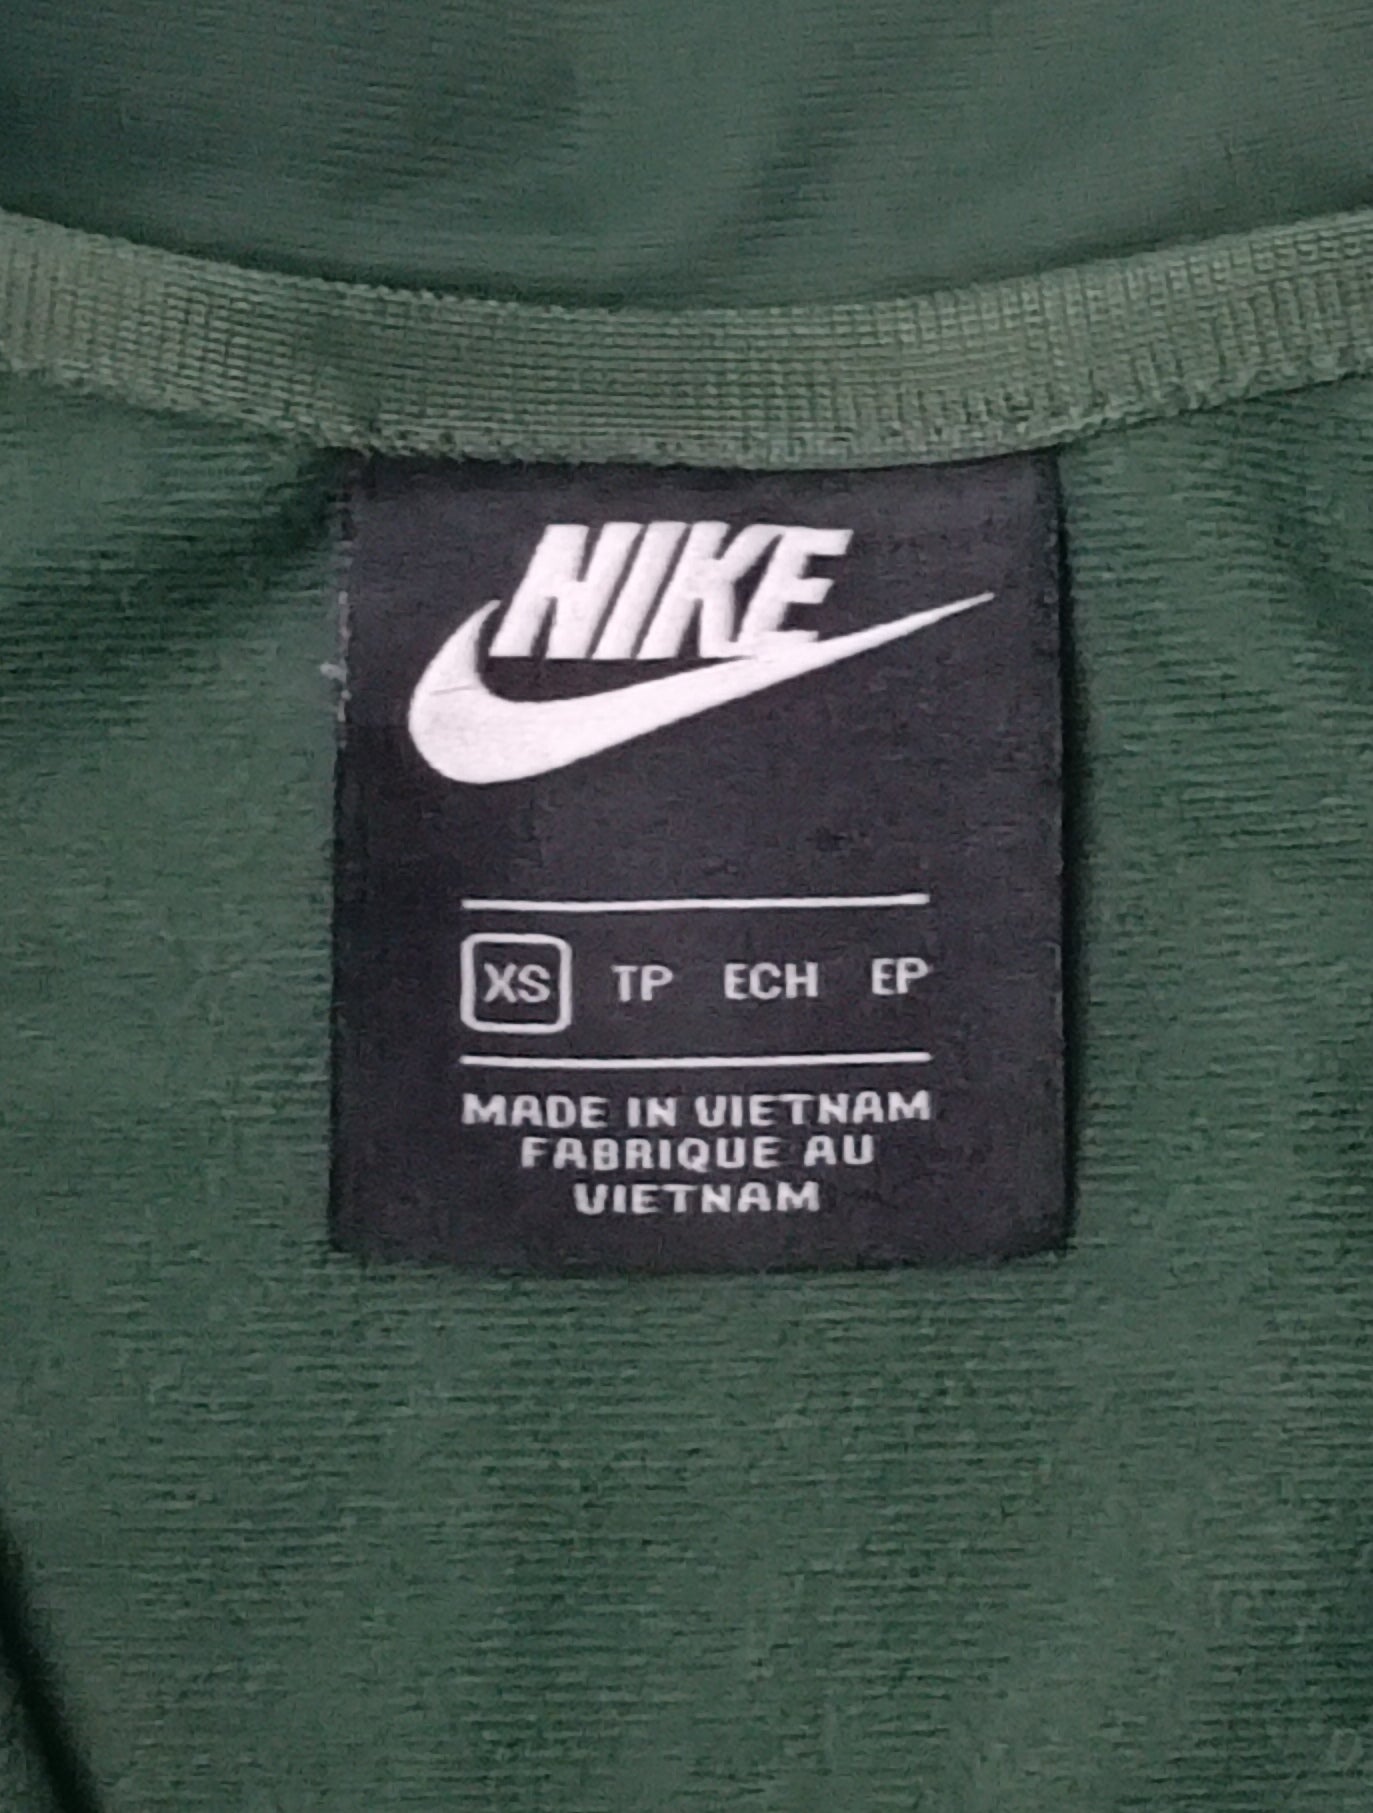 NIKE
XS TP ECH EP
MADE IN VIETNAM
FABRIQUE AU
VIETNAM